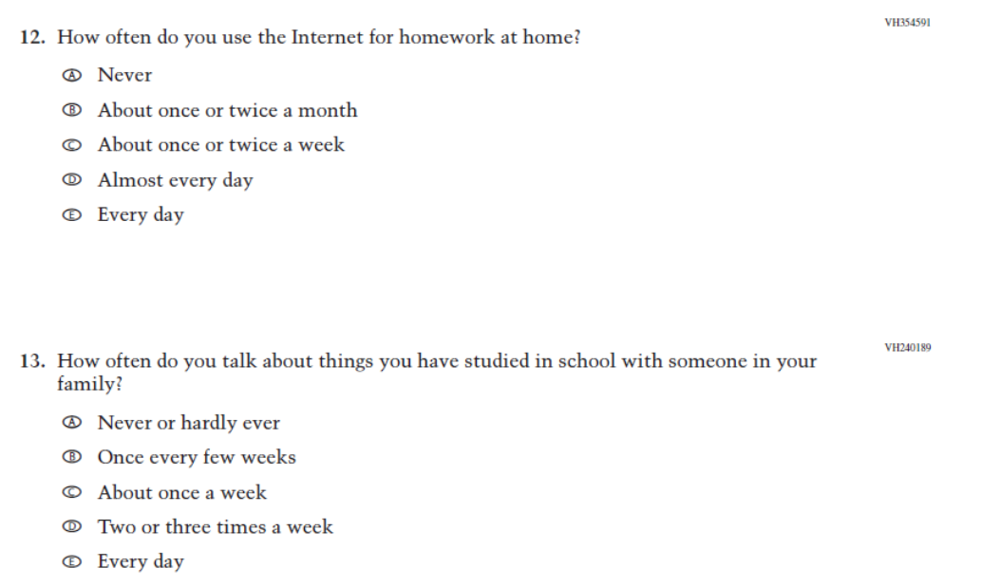 VH354591
12. How often do you use the Internet for homework at home?
Ⓐ Never
Ⓑ About once or twice a month
Ⓒ About once or twice a week
Ⓓ Almost every day
Ⓔ Every day
VH240189
13. How often do you talk about things you have studied in school with someone in your
family?
Ⓐ Never or hardly ever
Ⓑ Once every few weeks
Ⓒ About once a week
Ⓓ Two or three times a week
Ⓔ Every day